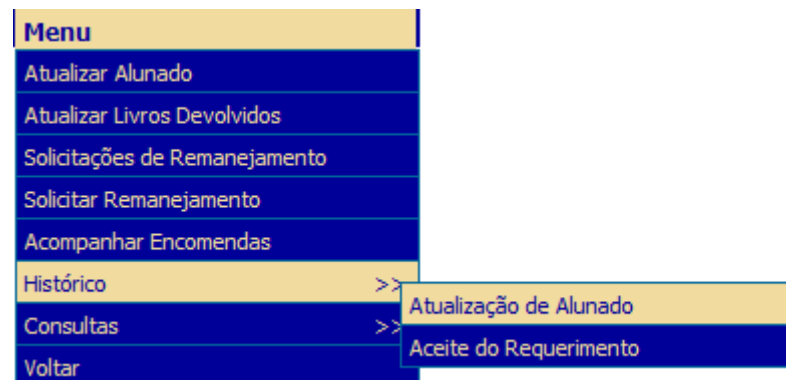 Menu
Atualizar Alunado
Atualizar Livros Devolvidos
Solicitações de Remanejamento
Solicitar Remanejamento
Acompanhar Encomendas
Histórico >>
Atualização de Alunado
Consultas >>
Aceite do Requerimento
Voltar